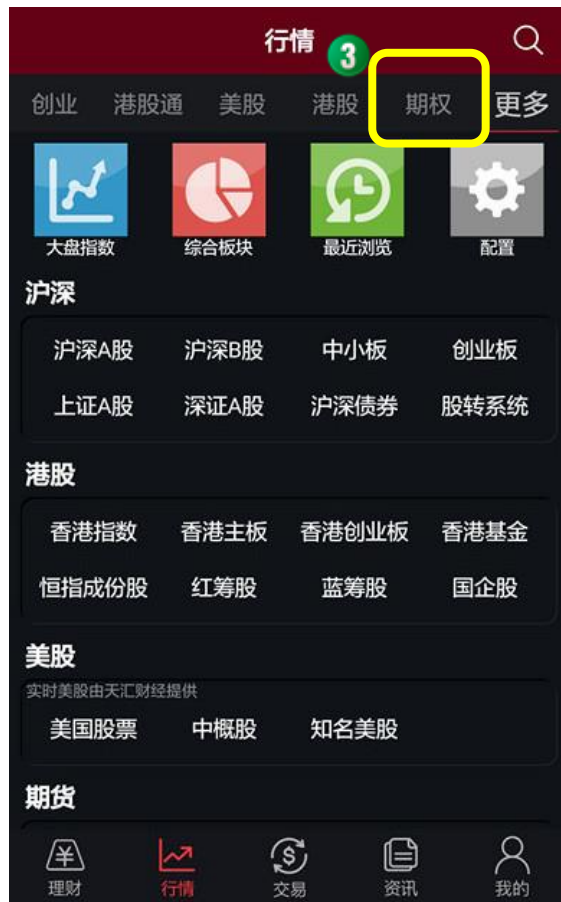 行情 3
创业 港股通 美股 港股 期权 更多
大盘指数 综合板块 最近浏览 配置
沪深
沪深A股 沪深B股 中小板 创业板
上证A股 深证A股 沪深债券 股转系统
港股
香港指数 香港主板 香港创业板 香港基金
恒指成份股 红筹股 蓝筹股 国企股
美股
实时美股由天汇财经提供
美国股票 中概股 知名美股
期货
理财 行情 交易 资讯 我的